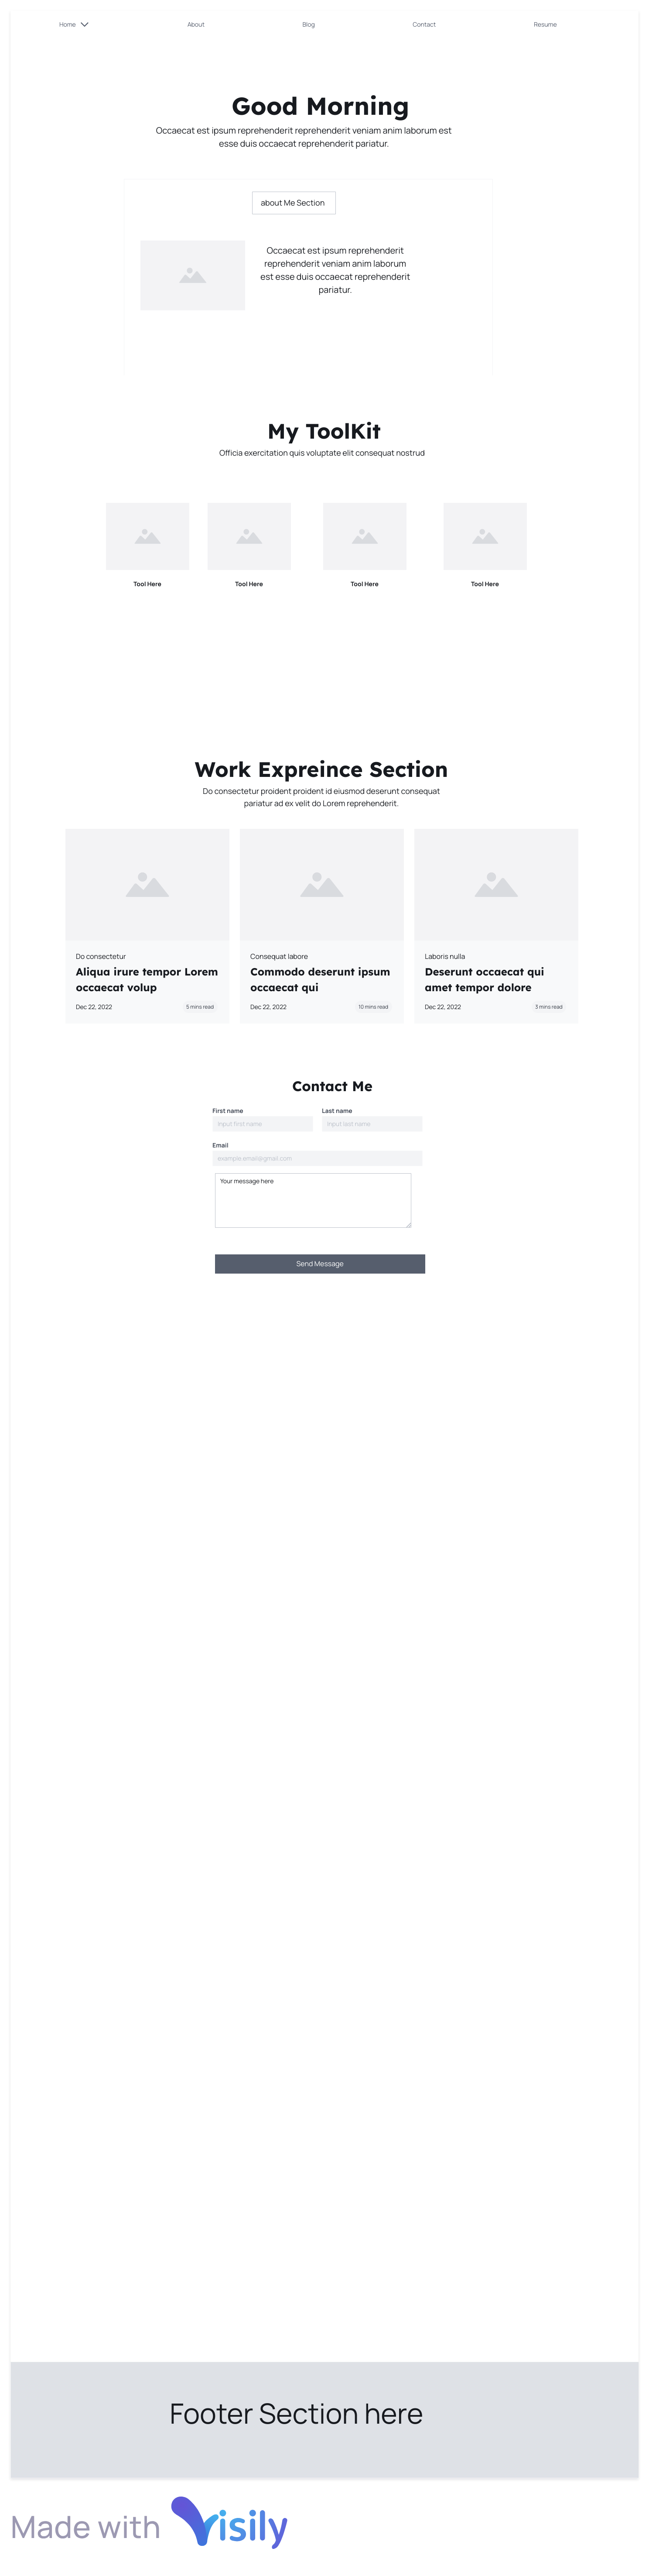 Home
About
Blog
Contact
Resume
Good Morning
Occaecat est ipsum reprehenderit reprehenderit veniam anim laborum est
esse duis occaecat reprehenderit pariatur.
about Me Section
Occaecat est ipsum reprehenderit
reprehenderit veniam anim laborum
est esse duis occaecat reprehenderit
pariatur.
My ToolKit
Officia exercitation quis voluptate elit consequat nostrud
Tool Here
Tool Here
Tool Here
Tool Here
Work Expreince Section
Do consectetur proident proident id eiusmod deserunt consequat
pariatur ad ex velit do Lorem reprehenderit.
Do consectetur
Aliqua irure tempor Lorem
occaecat volup
Dec 22, 2022
5 mins read
Consequat labore
Commodo deserunt ipsum
occaecat qui
Dec 22, 2022
10 mins read
Laboris nulla
Deserunt occaecat qui
amet tempor dolore
Dec 22, 2022
3 mins read
Contact Me
First name
Last name
Input first name
Input last name
Email
example.email@gmail.com
Your message here
Send Message
Footer Section here
Made with Visily